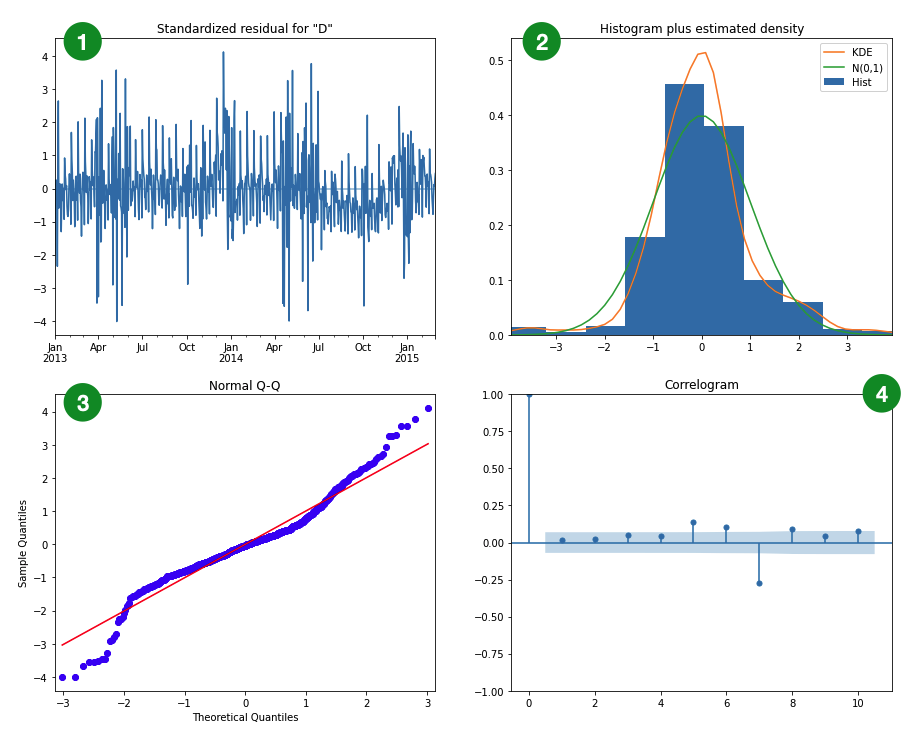 1
Standardized residual for "D"
4
3
2
1
0
−1
−2
−3
−4
Jan
2013
Apr
Jul
Oct
Jan
2014
Apr
Jul
Oct
Jan
2015
2
Histogram plus estimated density
KDE
N(0,1)
Hist
0.5
0.4
0.3
0.2
0.1
0.0
−3 −2 −1 0 1 2 3
3
Normal Q-Q
Sample Quantiles
4
3
2
1
0
−1
−2
−3
−4
−3 −2 −1 0 1 2 3
Theoretical Quantiles
4
Correlogram
1.00
0.75
0.50
0.25
0.00
−0.25
−0.50
−0.75
−1.00
0 2 4 6 8 10